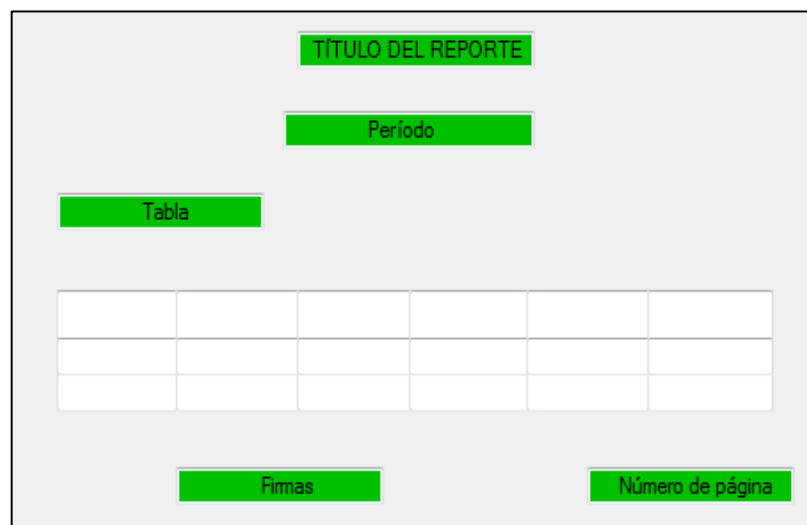 TÍTULO DEL REPORTE
Período
Tabla
Firmas
Número de página